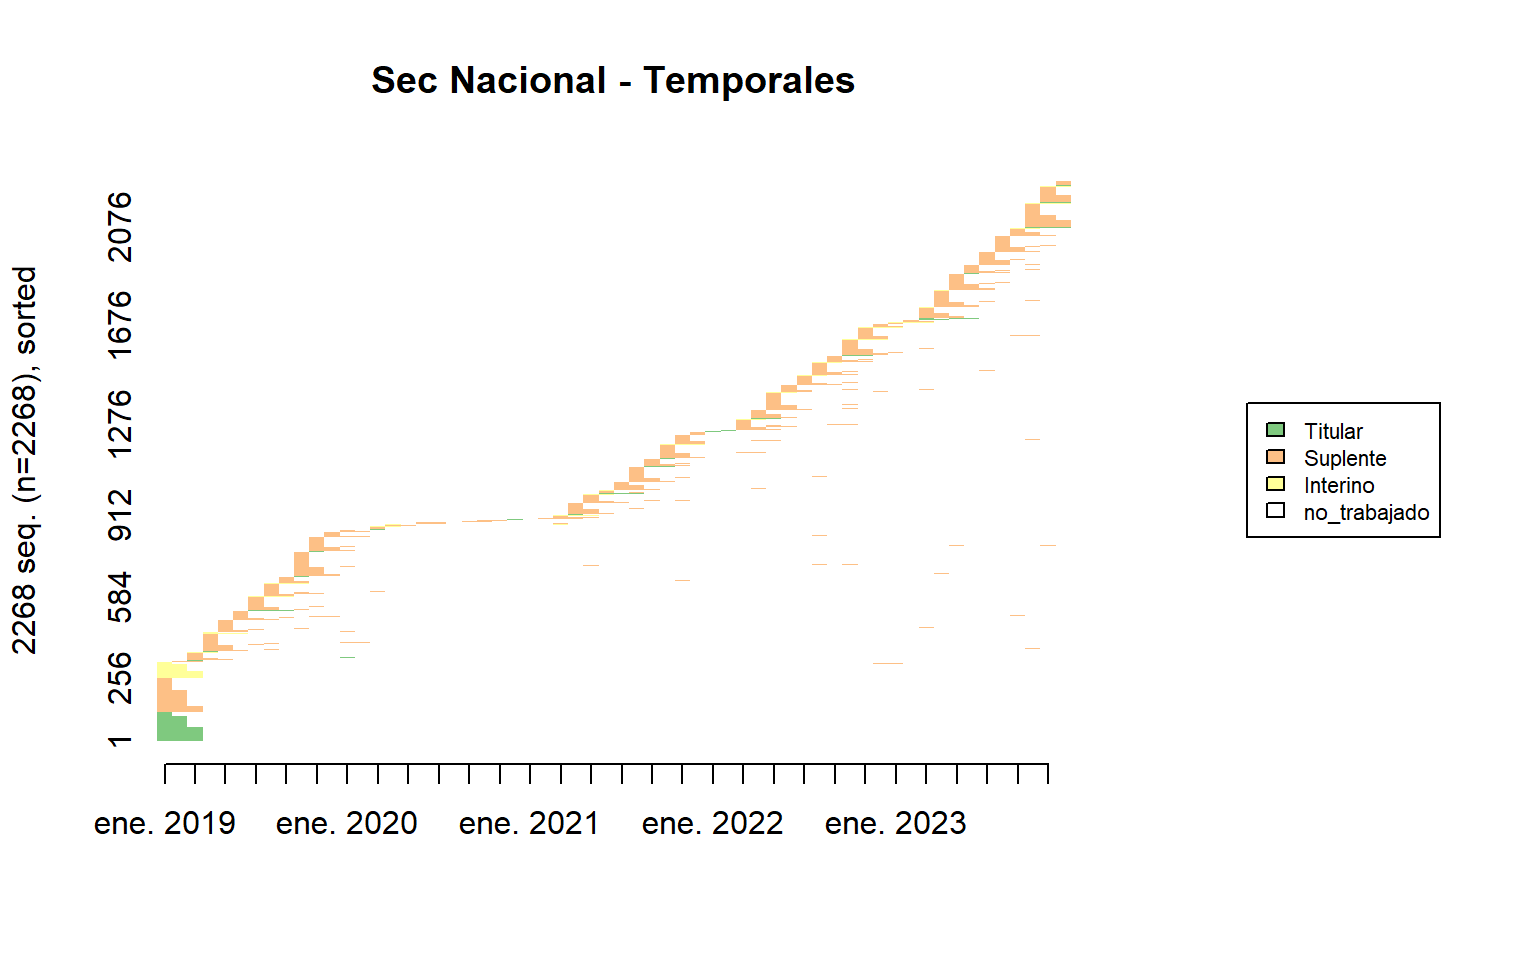 Sec Nacional - Temporales
2268 seq. (n=2268), sorted
2076
1676
1276
912
584
256
1
ene. 2019 ene. 2020 ene. 2021 ene. 2022 ene. 2023
Titular
Suplente
Interino
no_trabajado